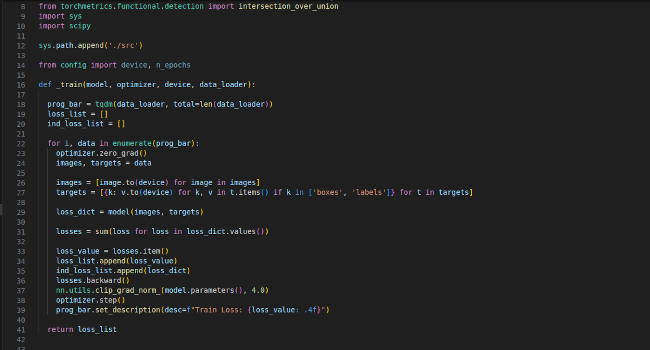 8 from torchmetrics.functional.detection import intersection_over_union
9 import sys
10 import scipy
11
12 sys.path.append('./src')
13
14 from config import device, n_epochs
15
16 def _train(model, optimizer, device, data_loader):
17
18 prog_bar = tqdm(data_loader, total=len(data_loader))
19 loss_list = []
20 ind_loss_list = []
21
22 for i, data in enumerate(prog_bar):
23 optimizer.zero_grad()
24 images, targets = data
25
26 images = [image.to(device) for image in images]
27 targets = [{k: v.to(device) for k, v in t.items() if k in ['boxes', 'labels']} for t in targets]
28
29 loss_dict = model(images, targets)
30
31 losses = sum(loss for loss in loss_dict.values())
32
33 loss_value = losses.item()
34 loss_list.append(loss_value)
35 ind_loss_list.append(loss_dict)
36 losses.backward()
37 nn.utils.clip_grad_norm_(model.parameters(), 4.0)
38 optimizer.step()
39 prog_bar.set_description(desc=f"Train Loss: {loss_value: .4f}")
40
41 return loss_list
42
43